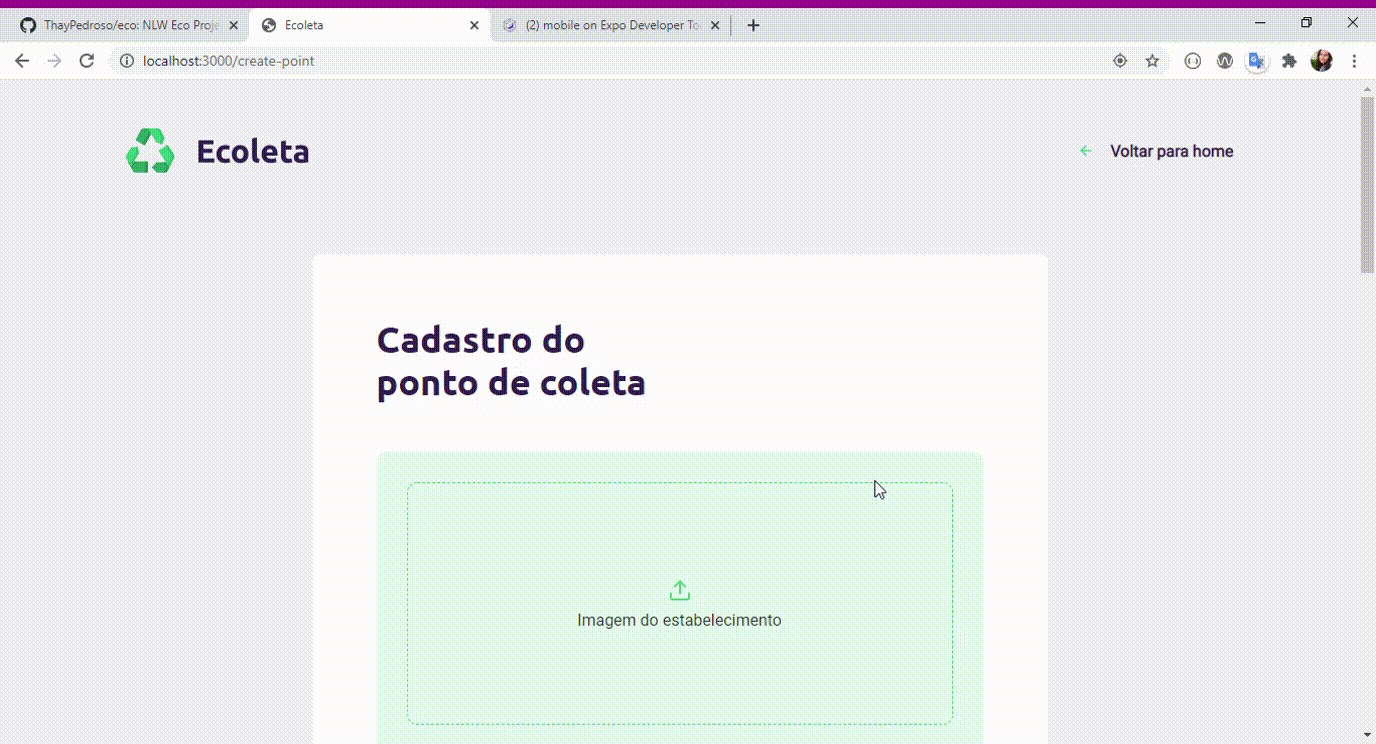 ThayPedroso/eco: NLW Eco Proje
Ecoleta
(2) mobile on Expo Developer To
localhost:3000/create-point
Ecoleta
Voltar para home
Cadastro do
ponto de coleta
Imagem do estabelecimento